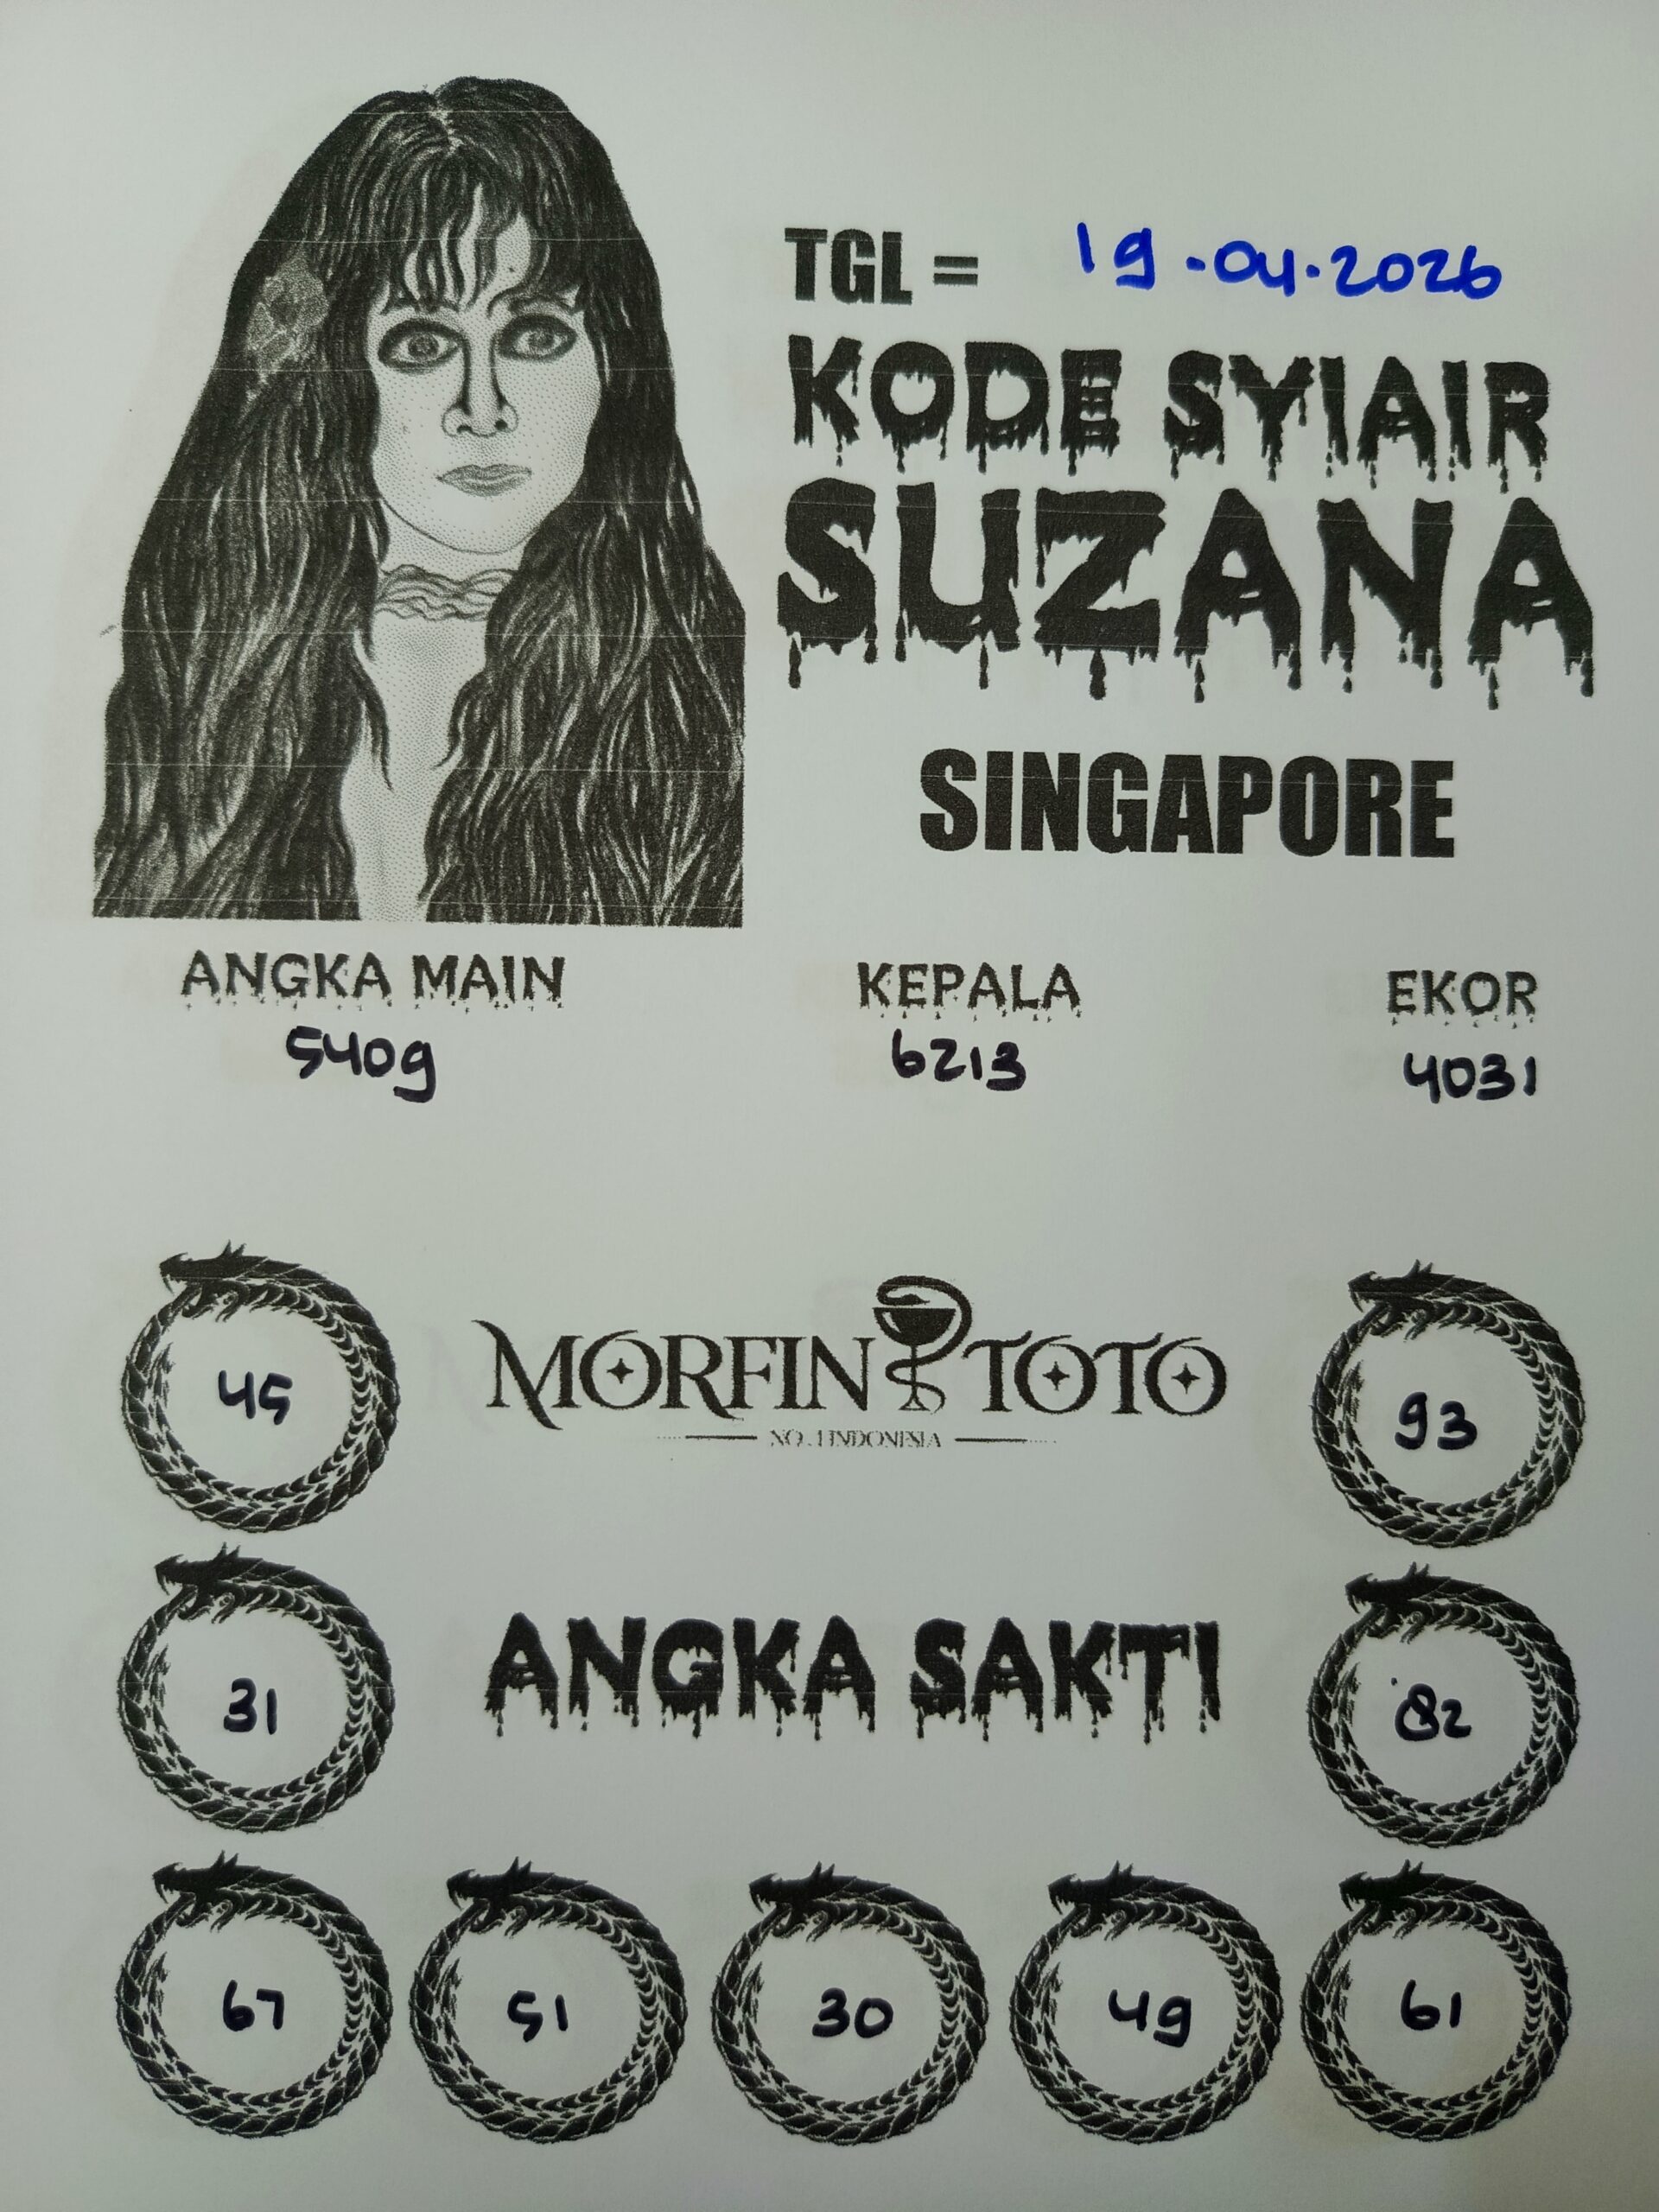 TGL = 19-04-2026
KODE SYIAIR
SUZANA
SINGAPORE
ANGKA MAIN KEPALA EKOR
5409 6213 4031
45 MORFIN TOTO 93
NO.1 INDONESIA
31 ANGKA SAKTI 82
67 51 30 49 61